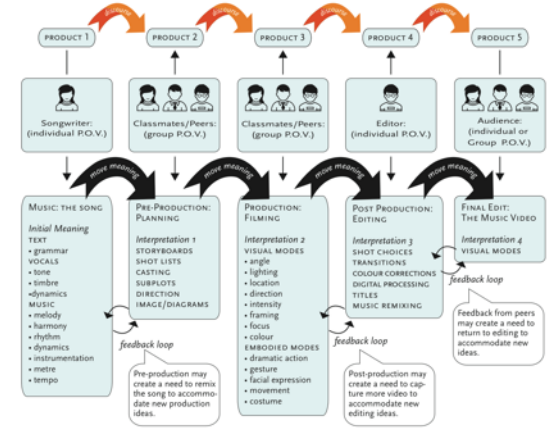 discourse
discourse
discourse
discourse
PRODUCT 1
PRODUCT 2
PRODUCT 3
PRODUCT 4
PRODUCT 5
Songwriter:
(individual P.O.V.)
Classmates/Peers:
(group P.O.V.)
Classmates/Peers:
(group P.O.V.)
Editor:
(individual P.O.V.)
Audience:
(individual or
Group P.O.V.)
move meaning
move meaning
move meaning
move meaning
MUSIC: THE SONG
Initial Meaning
TEXT
• grammar
VOCALS
• tone
• timbre
•dynamics
MUSIC
• melody
• harmony
• rhythm
• dynamics
• instrumentation
• metre
• tempo
PRE-PRODUCTION:
PLANNING
Interpretation 1
STORYBOARDS
SHOT LISTS
CASTING
SUBPLOTS
DIRECTION
IMAGE/DIAGRAMS
feedback loop
Pre-production may
create a need to remix
the song to accommo-
date new production
ideas.
PRODUCTION:
FILMING
Interpretation 2
VISUAL MODES
• angle
• lighting
• location
• direction
• intensity
• framing
• focus
• colour
EMBODIED MODES
• dramatic action
• gesture
• facial expression
• movement
• costume
POST PRODUCTION:
EDITING
Interpretation 3
SHOT CHOICES
TRANSITIONS
COLOUR CORRECTIONS
DIGITAL PROCESSING
TITLES
MUSIC REMIXING
feedback loop
Post-production may
create a need to cap-
ture more video to
accommodate new
editing ideas.
FINAL EDIT:
THE MUSIC VIDEO
Interpretation 4
VISUAL MODES
feedback loop
Feedback from peers
may create a need to
return to editing to
accommodate new
ideas.